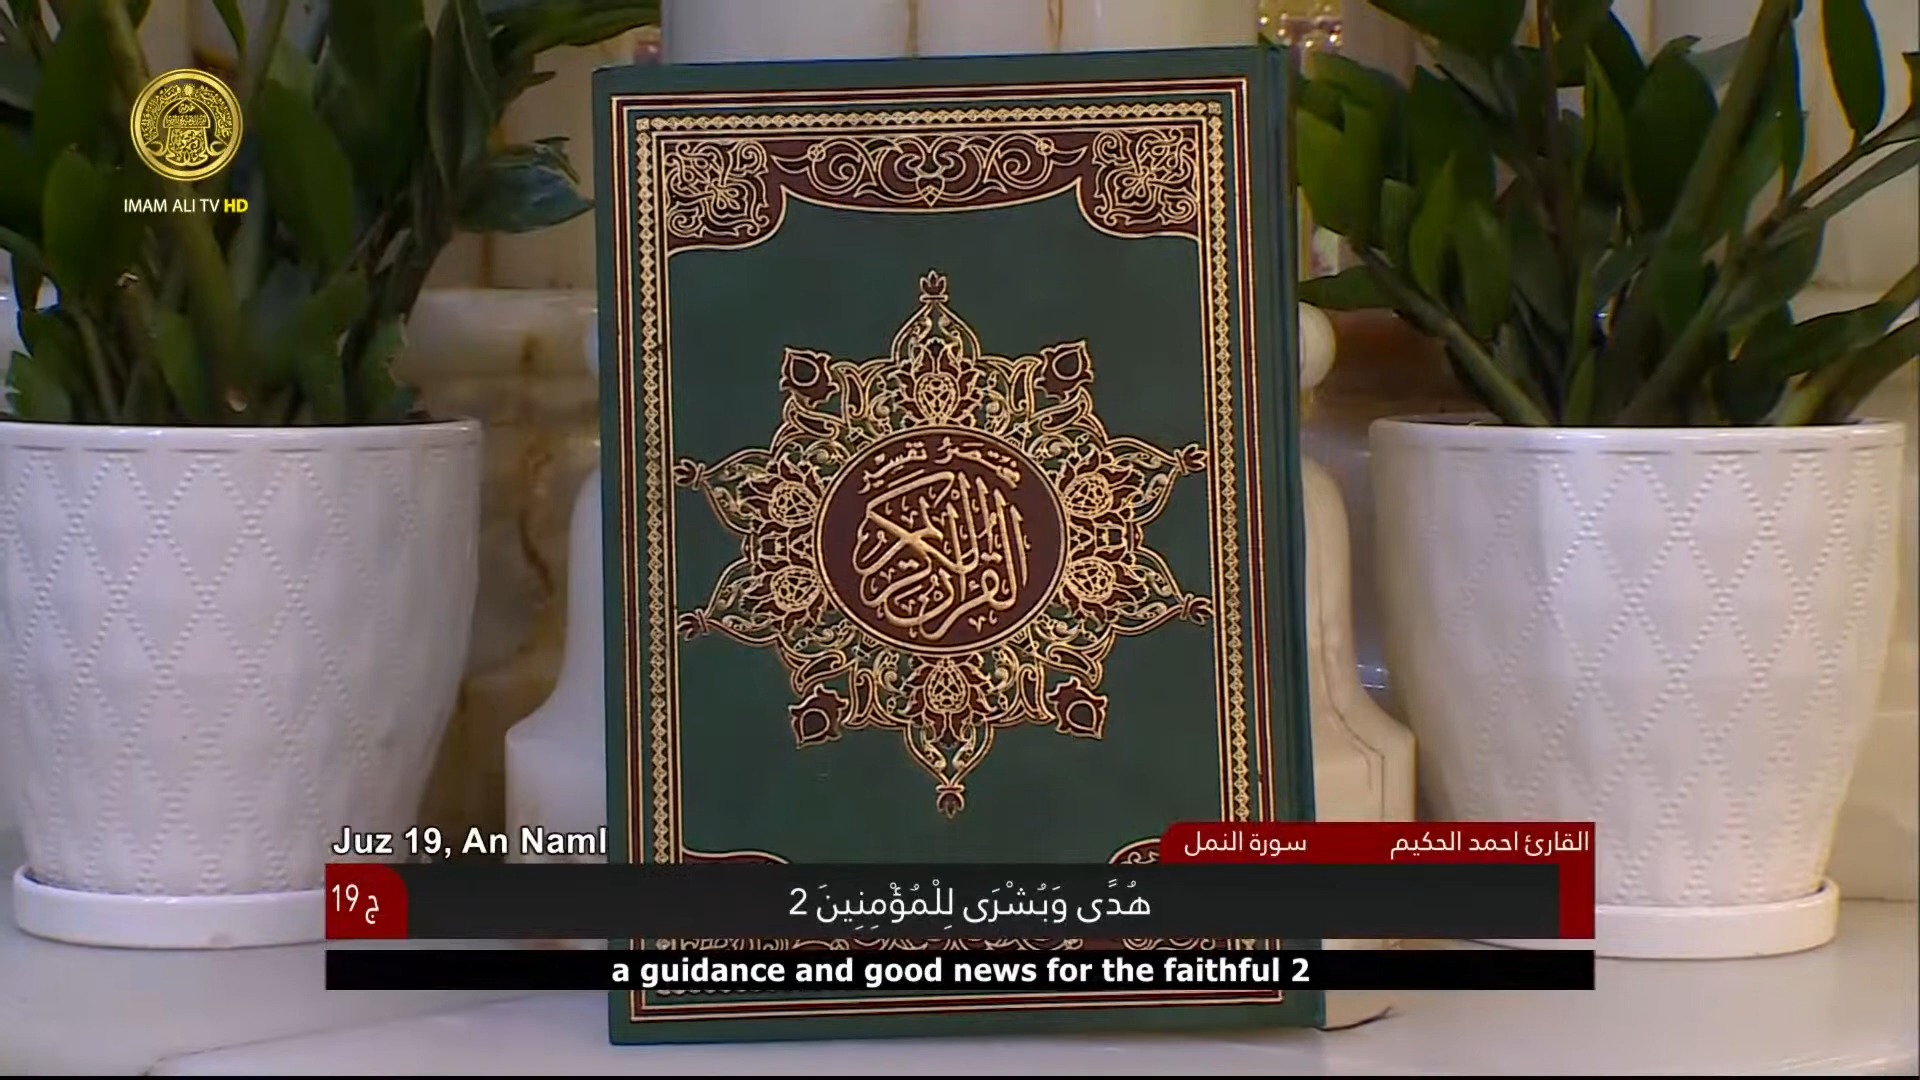 IMAM ALI TV HD
مختصر تفسير
القرآن الكريم
Juz 19, An Naml
سورة النمل
القارئ احمد الحكيم
ج 19
هُدًى وَبُشْرَى لِلْمُؤْمِنِينَ 2
a guidance and good news for the faithful 2